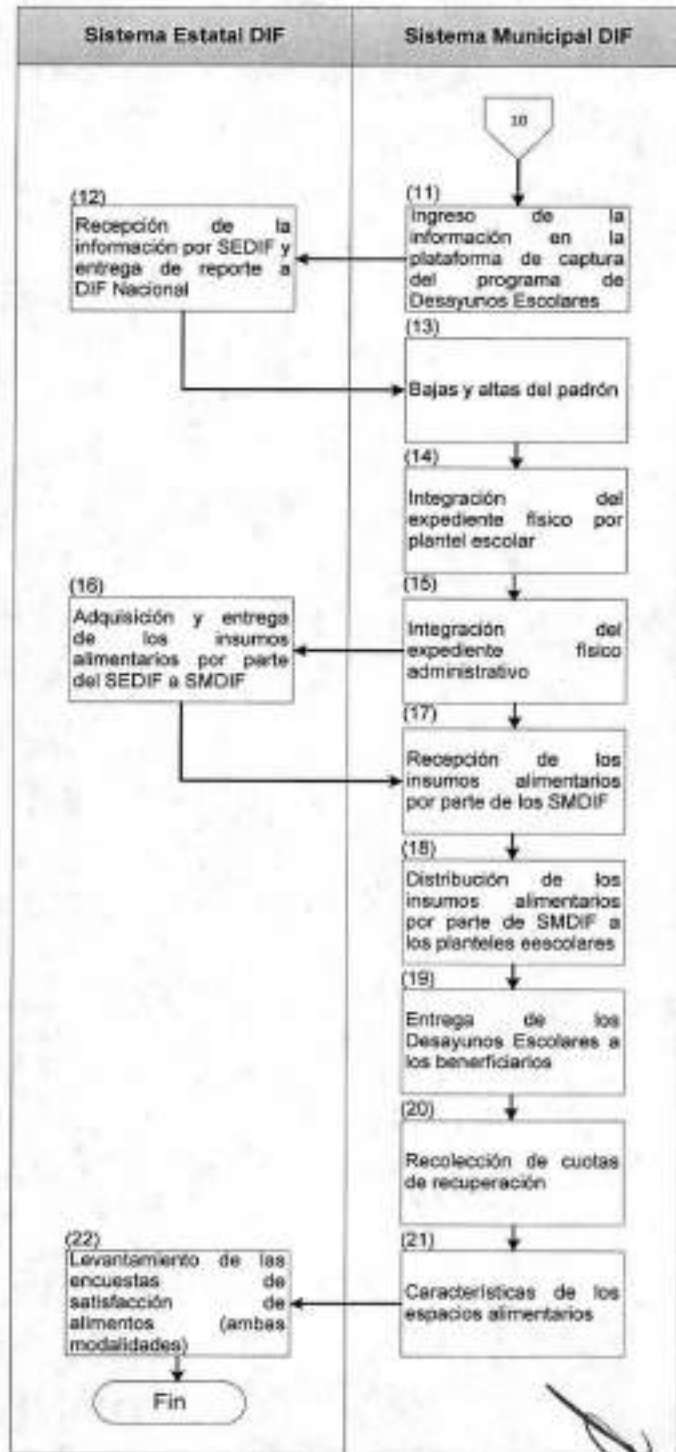 Sistema Estatal DIF
Sistema Municipal DIF
10
(11)
Ingreso de la
información en la
plataforma de captura
del programa de
Desayunos Escolares
(12)
Recepción de la
información por SEDIF y
entrega de reporte a
DIF Nacional
(13)
Bajas y altas del padrón
(14)
Integración del
expediente físico por
plantel escolar
(15)
Integración del
expediente físico
administrativo
(16)
Adquisición y entrega
de los insumos
alimentarios por parte
del SEDIF a SMDIF
(17)
Recepción de los
insumos alimentarios
por parte de los SMDIF
(18)
Distribución de los
insumos alimentarios
por parte de SMDIF a
los planteles eescolares
(19)
Entrega de los
Desayunos Escolares a
los benerficiarios
(20)
Recolección de cuotas
de recuperación
(21)
Características de los
espacios alimentarios
(22)
Levantamiento de las
encuestas de
satisfacción de
alimentos (ambas
modalidades)
Fin